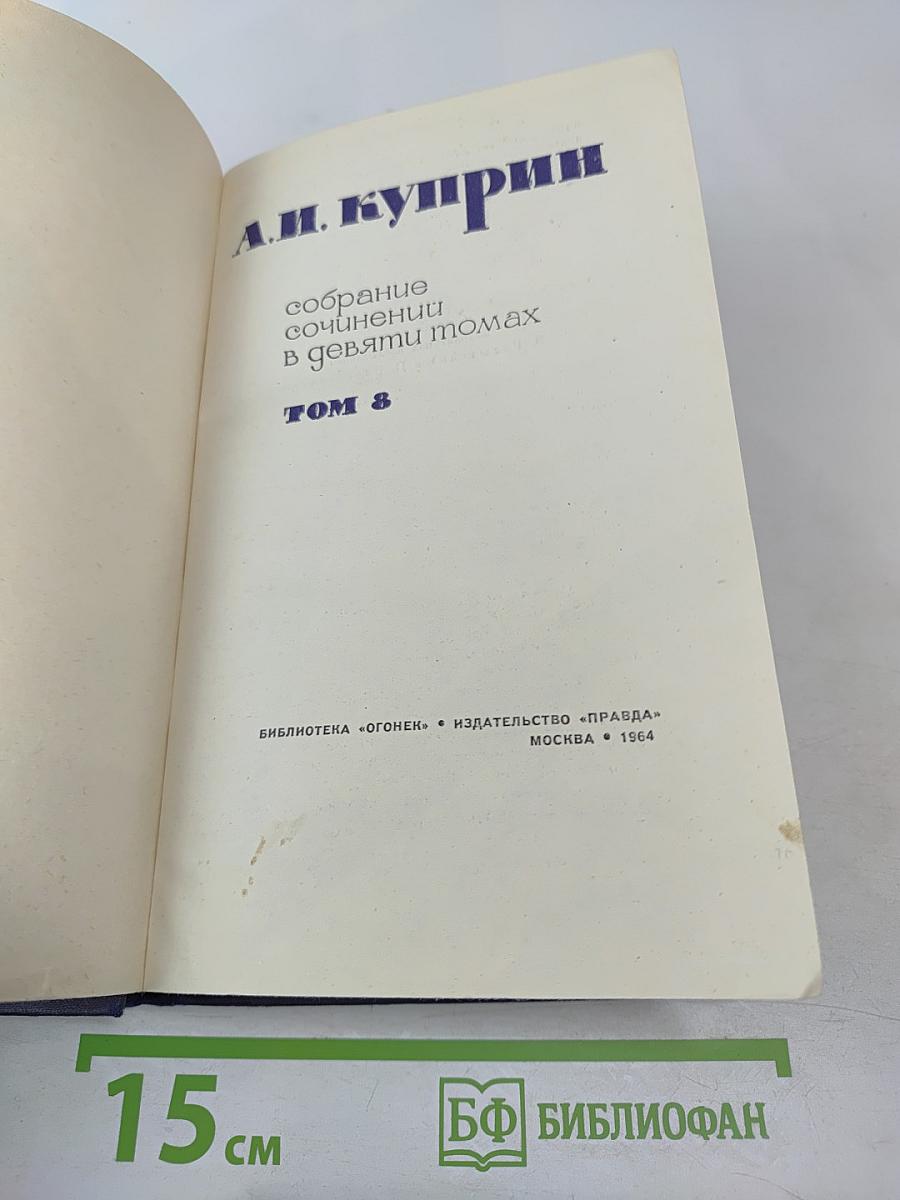 А.И. Куприн
собрание
сочинений
в девяти томах
ТОМ 8
БИБЛИОТЕКА «ОГОНЕК» • ИЗДАТЕЛЬСТВО «ПРАВДА»
МОСКВА • 1964
15 см
БФ БИБЛИОФАН